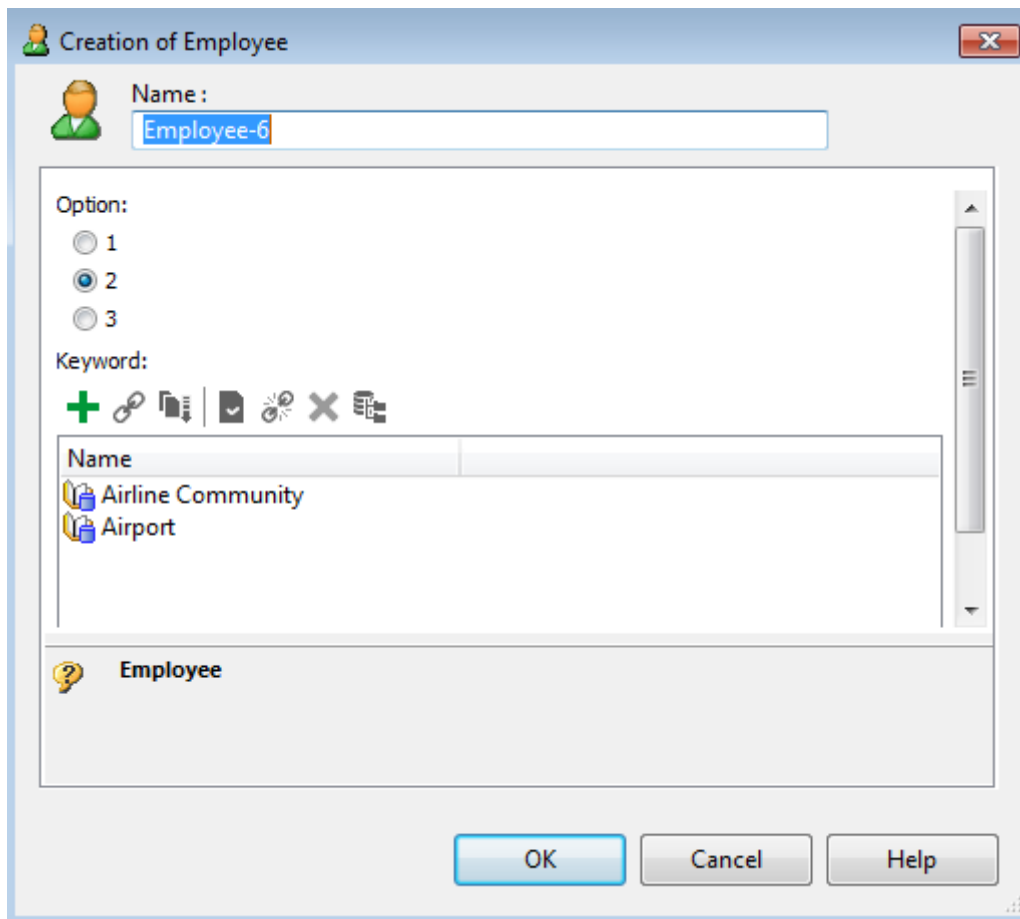 Creation of Employee
Name :
Employee-6
Option:
1
2
3
Keyword:
Name
Airline Community
Airport
Employee
OK Cancel Help